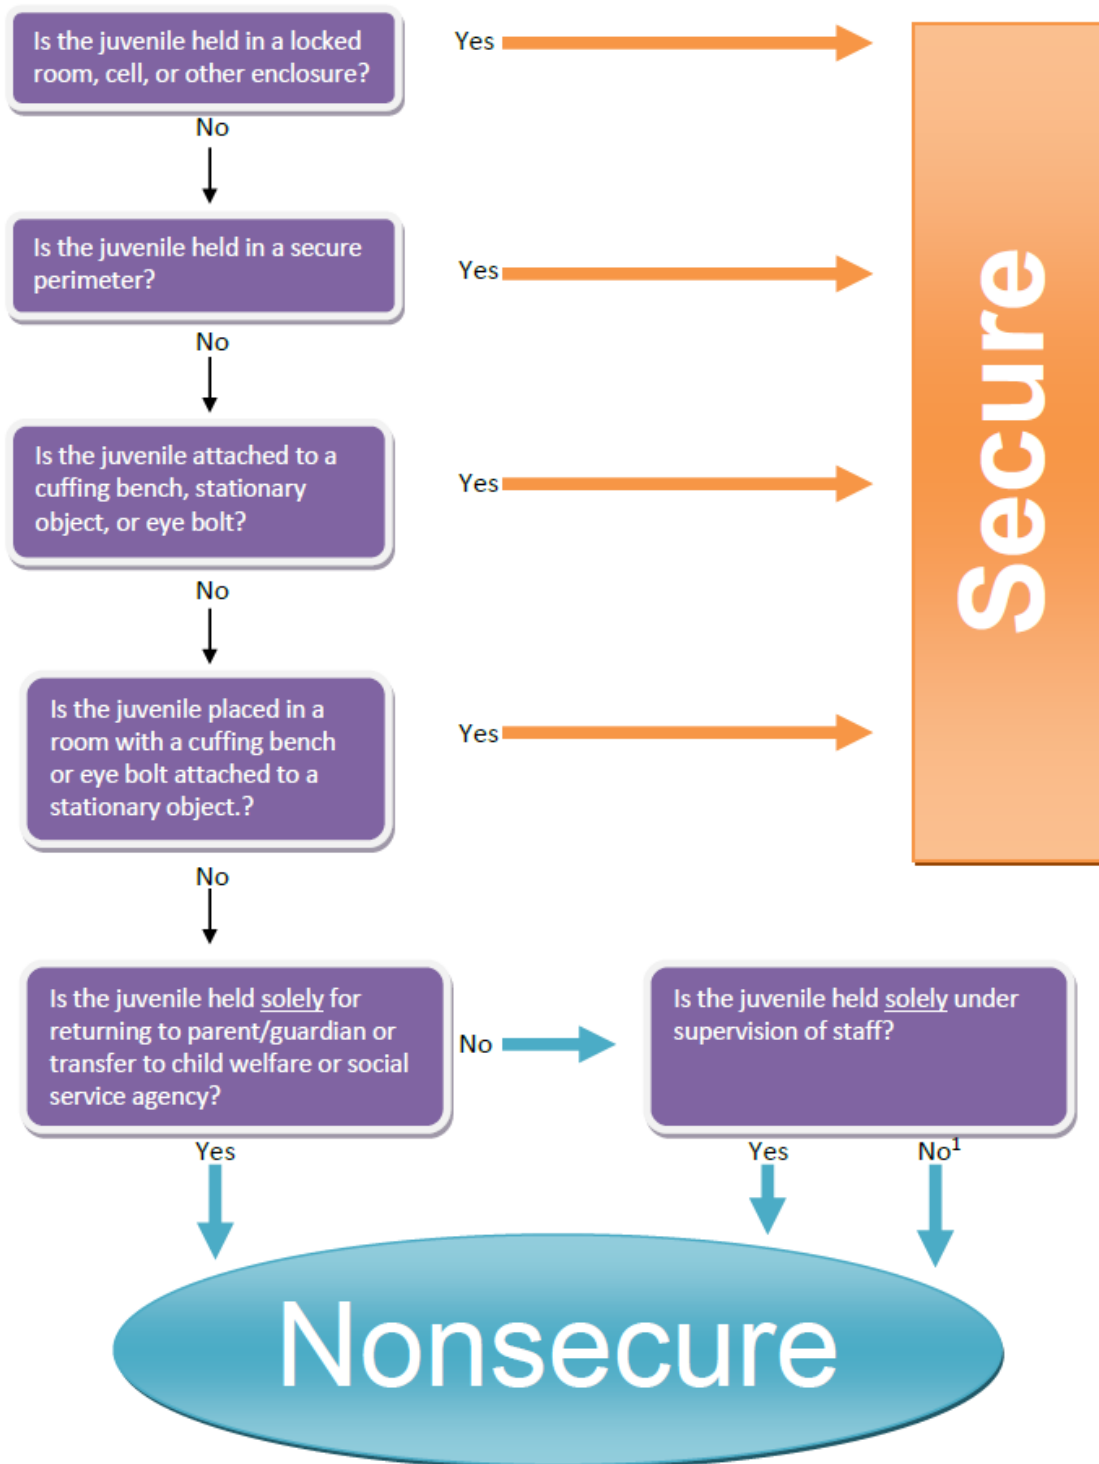 Is the juvenile held in a locked
room, cell, or other enclosure?
Yes
No
Is the juvenile held in a secure
perimeter?
Yes
No
Is the juvenile attached to a
cuffing bench, stationary
object, or eye bolt?
Yes
No
Is the juvenile placed in a
room with a cuffing bench
or eye bolt attached to a
stationary object.?
Yes
No
Secure
Is the juvenile held solely for
returning to parent/guardian or
transfer to child welfare or social
service agency?
No
Is the juvenile held solely under
supervision of staff?
Yes
Yes
No¹
Nonsecure